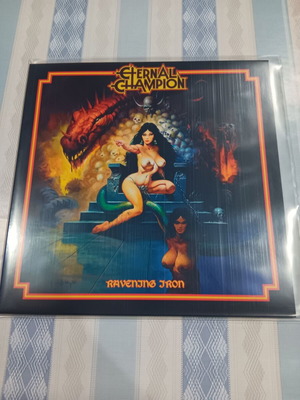 ETERNAL
CHAMPION
RAVENING IRON